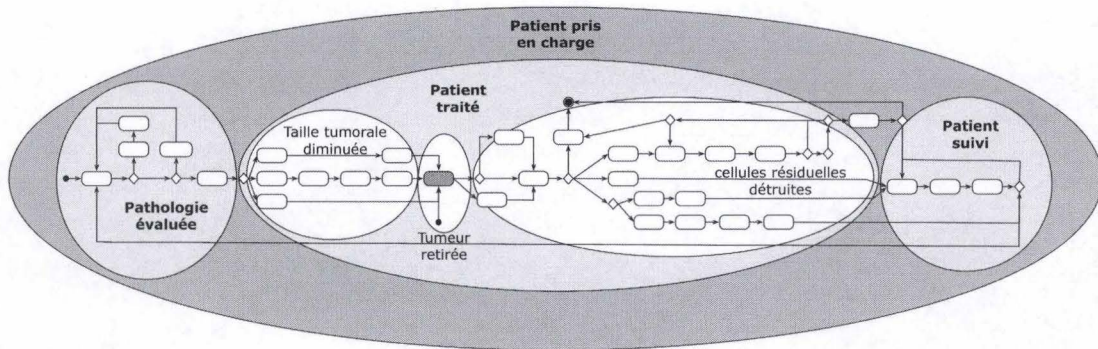 Patient pris
en charge
Patient
traité
Taille tumorale
diminuée
Patient
suivi
cellules résiduelles
détruites
Pathologie
évaluée
Tumeur
retirée